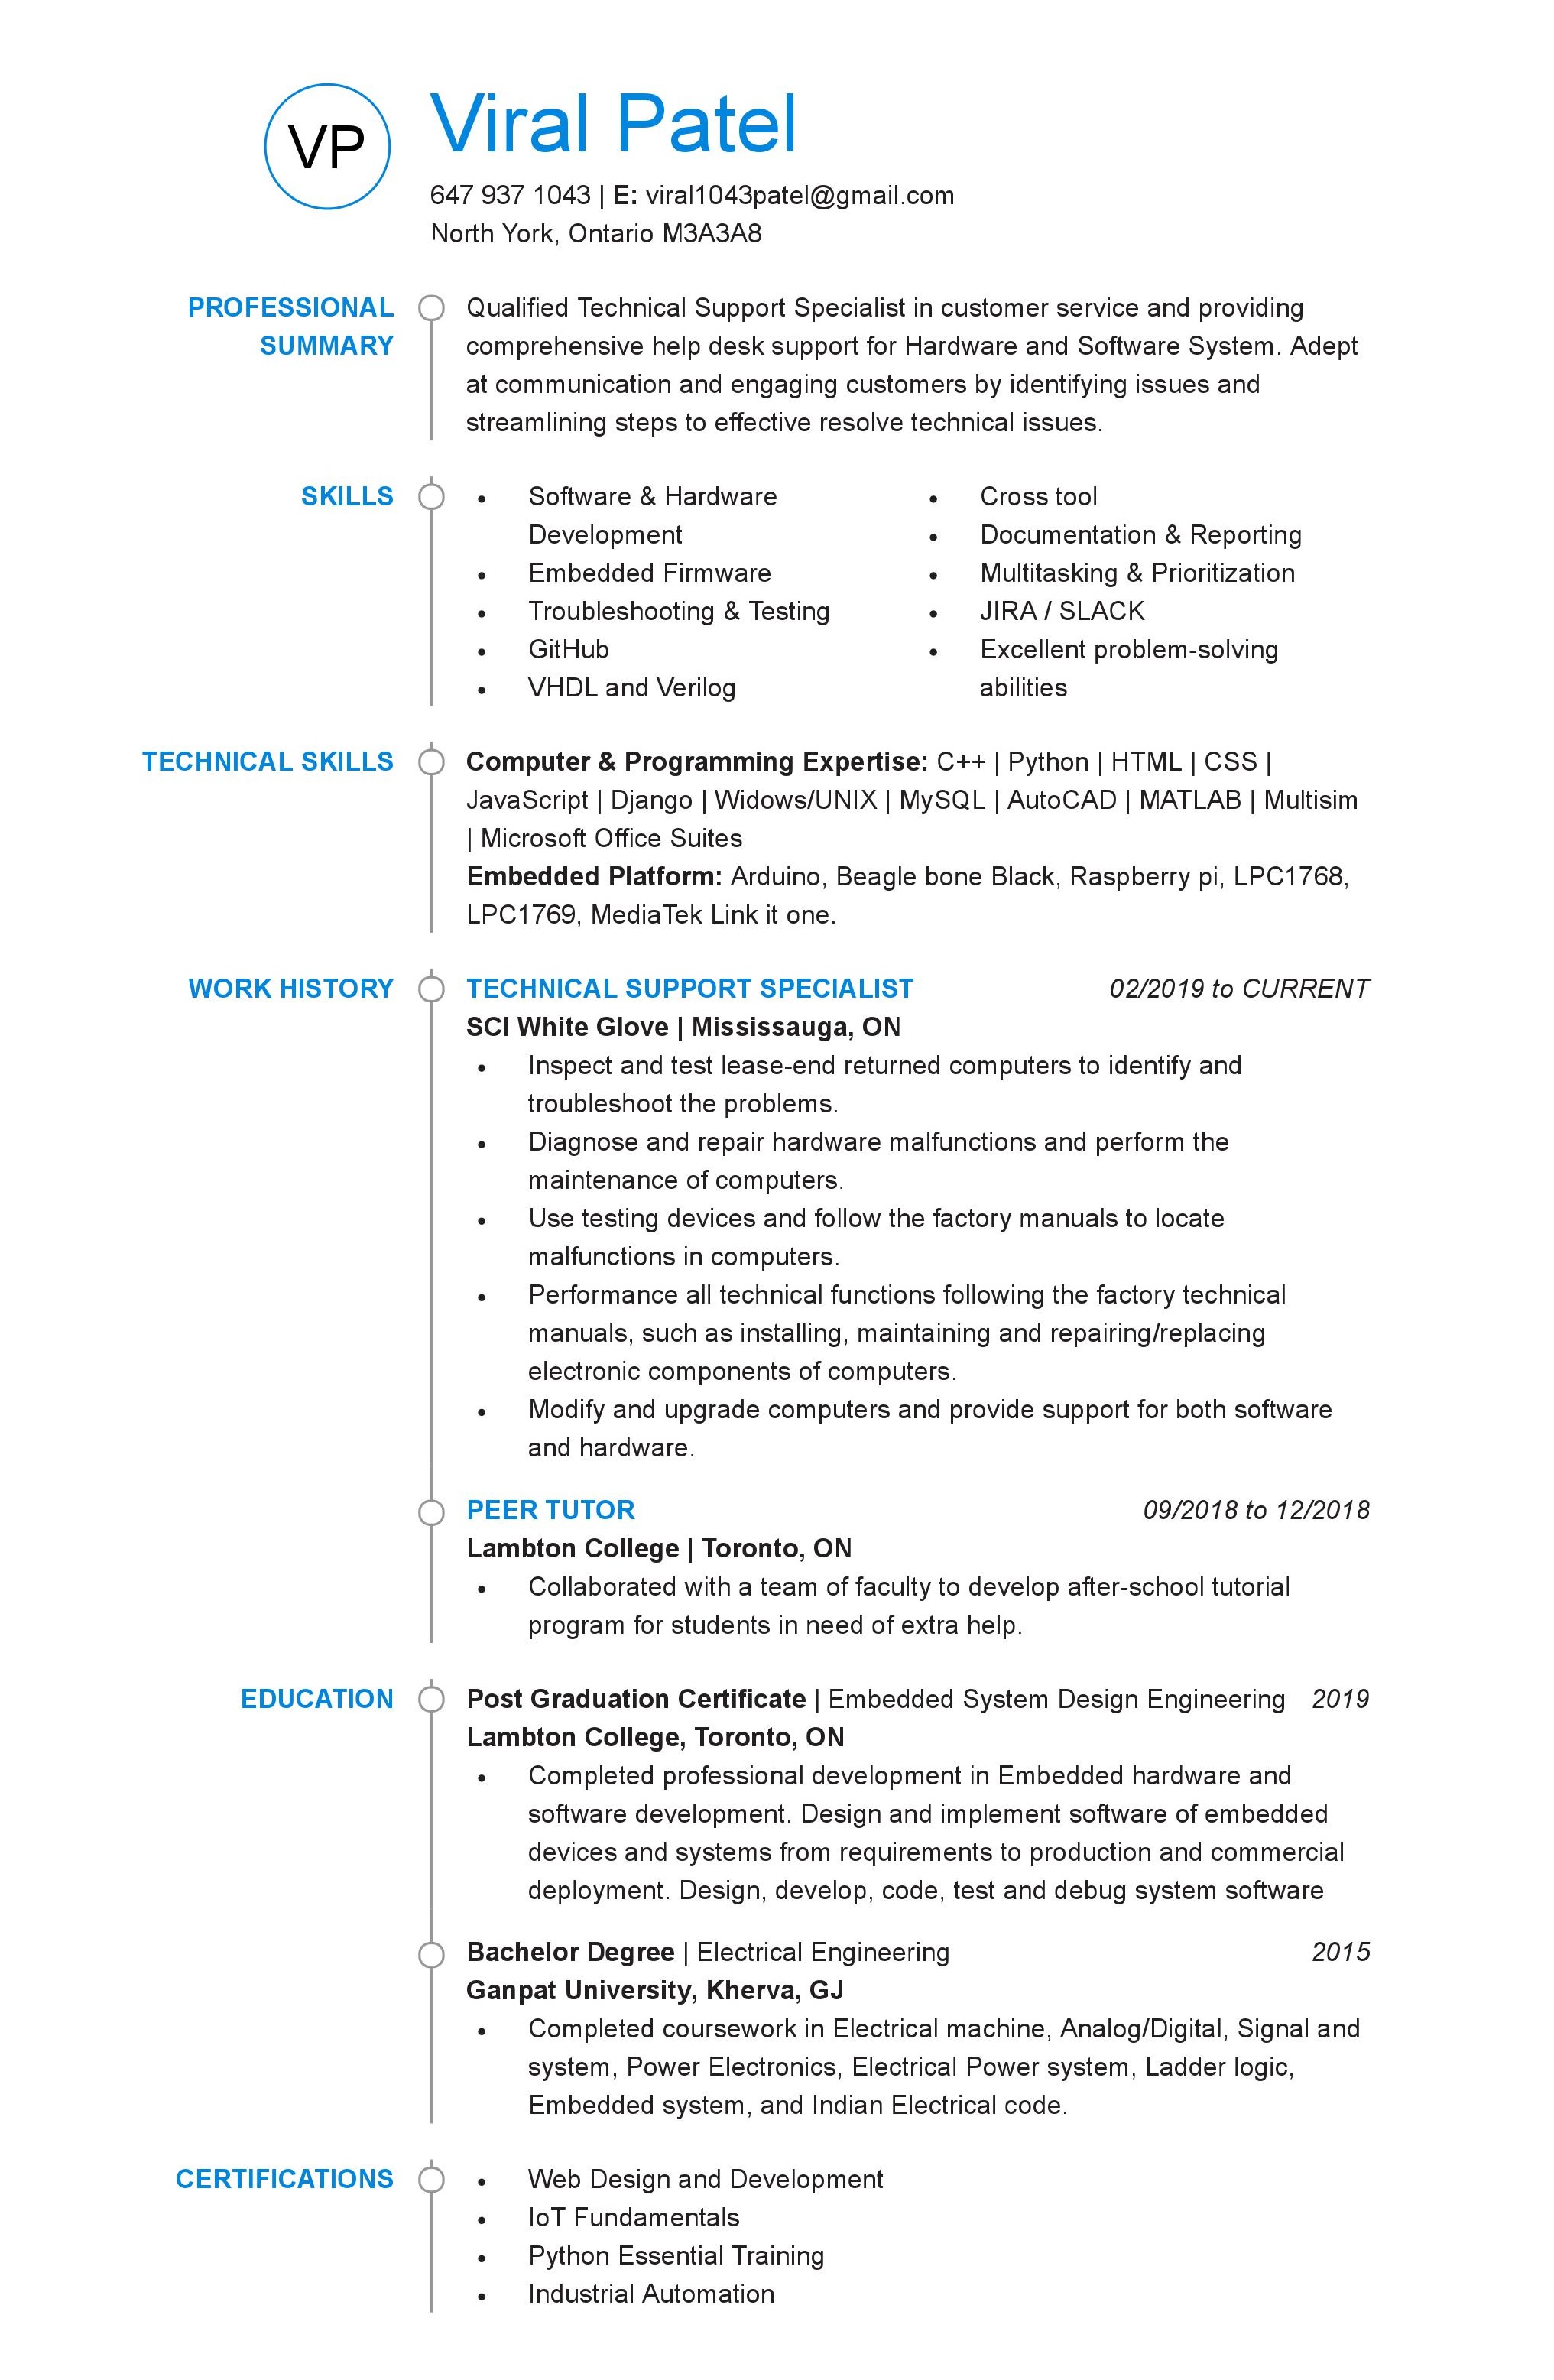 VP
Viral Patel
647 937 1043 | E: viral1043patel@gmail.com
North York, Ontario M3A3A8
PROFESSIONAL
SUMMARY
Qualified Technical Support Specialist in customer service and providing
comprehensive help desk support for Hardware and Software System. Adept
at communication and engaging customers by identifying issues and
streamlining steps to effective resolve technical issues.
SKILLS
• Software & Hardware
Development
• Embedded Firmware
• Troubleshooting & Testing
• GitHub
• VHDL and Verilog
• Cross tool
• Documentation & Reporting
• Multitasking & Prioritization
• JIRA / SLACK
• Excellent problem-solving
abilities
TECHNICAL SKILLS
Computer & Programming Expertise: C++ | Python | HTML | CSS |
JavaScript | Django | Widows/UNIX | MySQL | AutoCAD | MATLAB | Multisim
| Microsoft Office Suites
Embedded Platform: Arduino, Beagle bone Black, Raspberry pi, LPC1768,
LPC1769, MediaTek Link it one.
WORK HISTORY
TECHNICAL SUPPORT SPECIALIST 02/2019 to CURRENT
SCI White Glove | Mississauga, ON
• Inspect and test lease-end returned computers to identify and
troubleshoot the problems.
• Diagnose and repair hardware malfunctions and perform the
maintenance of computers.
• Use testing devices and follow the factory manuals to locate
malfunctions in computers.
• Performance all technical functions following the factory technical
manuals, such as installing, maintaining and repairing/replacing
electronic components of computers.
• Modify and upgrade computers and provide support for both software
and hardware.
PEER TUTOR 09/2018 to 12/2018
Lambton College | Toronto, ON
• Collaborated with a team of faculty to develop after-school tutorial
program for students in need of extra help.
EDUCATION
Post Graduation Certificate | Embedded System Design Engineering 2019
Lambton College, Toronto, ON
• Completed professional development in Embedded hardware and
software development. Design and implement software of embedded
devices and systems from requirements to production and commercial
deployment. Design, develop, code, test and debug system software
Bachelor Degree | Electrical Engineering 2015
Ganpat University, Kherva, GJ
• Completed coursework in Electrical machine, Analog/Digital, Signal and
system, Power Electronics, Electrical Power system, Ladder logic,
Embedded system, and Indian Electrical code.
CERTIFICATIONS
• Web Design and Development
• IoT Fundamentals
• Python Essential Training
• Industrial Automation